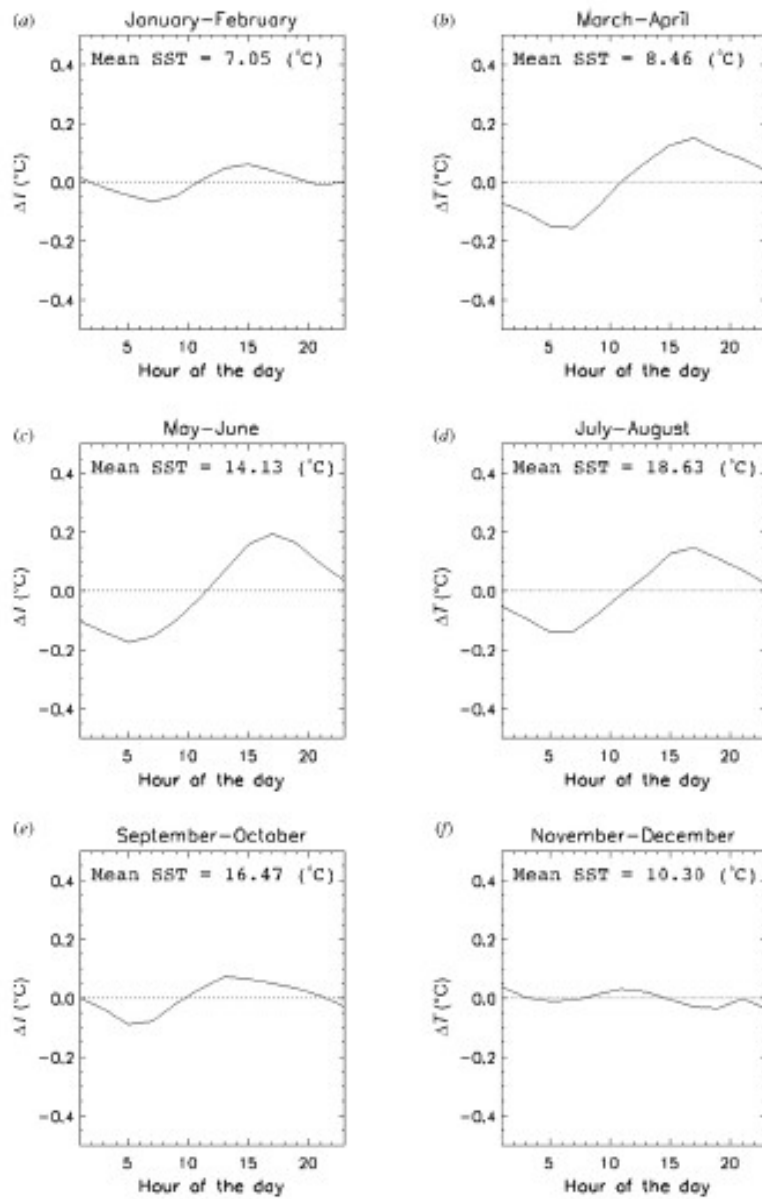 (a) January-February
Mean SST = 7.05 (°C)
0.4
0.2
0.0
-0.2
-0.4
ΔT (°C)
5 10 15 20
Hour of the day
(b) March-April
Mean SST = 8.46 (°C)
0.4
0.2
0.0
-0.2
-0.4
ΔT (°C)
5 10 15 20
Hour of the day
(c) May-June
Mean SST = 14.13 (°C)
0.4
0.2
0.0
-0.2
-0.4
ΔT (°C)
5 10 15 20
Hour of the day
(d) July-August
Mean SST = 18.63 (°C)
0.4
0.2
0.0
-0.2
-0.4
ΔT (°C)
5 10 15 20
Hour of the day
(e) September-October
Mean SST = 16.47 (°C)
0.4
0.2
0.0
-0.2
-0.4
ΔT (°C)
5 10 15 20
Hour of the day
(f) November-December
Mean SST = 10.30 (°C)
0.4
0.2
0.0
-0.2
-0.4
ΔT (°C)
5 10 15 20
Hour of the day